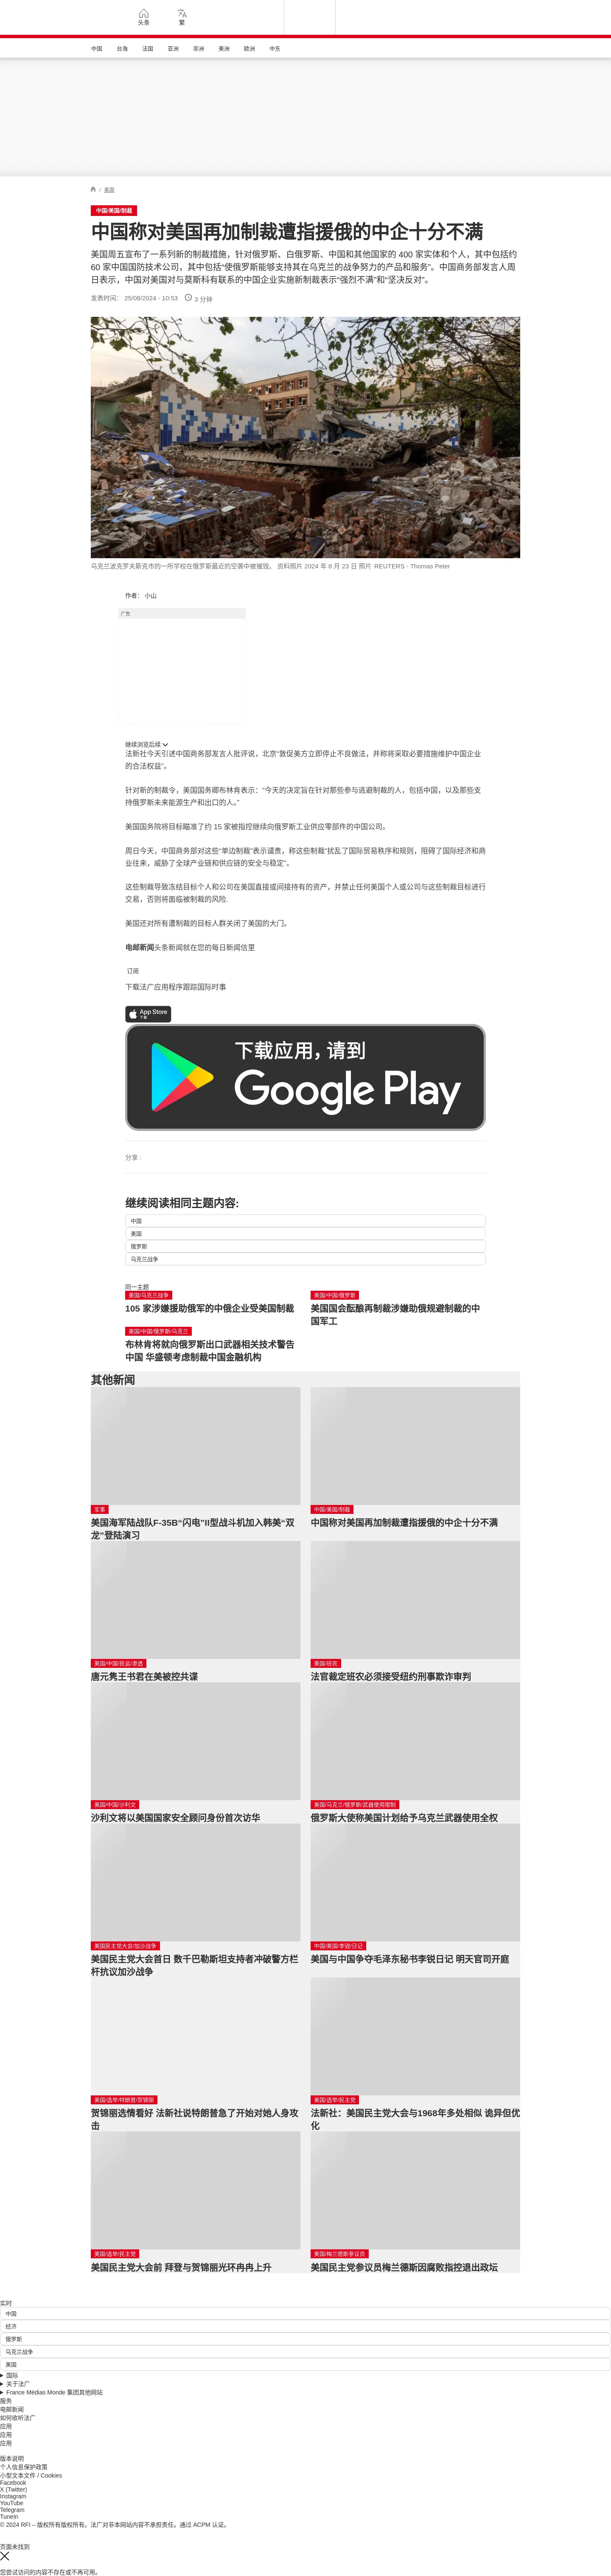 头条
繁
中国 台海 法国 亚洲 非洲 美洲 欧洲 中东
/ 美国
中国/美国/制裁
中国称对美国再加制裁遭指援俄的中企十分不满
美国周五宣布了一系列新的制裁措施，针对俄罗斯、白俄罗斯、中国和其他国家的 400 家实体和个人，其中包括约
60 家中国国防技术公司，其中包括“使俄罗斯能够支持其在乌克兰的战争努力的产品和服务”。中国商务部发言人周
日表示，中国对美国对与莫斯科有联系的中国企业实施新制裁表示“强烈不满”和“坚决反对”。
发表时间： 25/08/2024 - 10:53 3 分钟
乌克兰波克罗夫斯克市的一所学校在俄罗斯最近的空袭中被摧毁。 资料照片 2024 年 8 月 23 日 照片 REUTERS - Thomas Peter
作者： 小山
广告
继续浏览后续
法新社今天引述中国商务部发言人批评说，北京“敦促美方立即停止不良做法，并称将采取必要措施维护中国企业
的合法权益”。
针对新的制裁令，美国国务卿布林肯表示：“今天的决定旨在针对那些参与逃避制裁的人，包括中国，以及那些支
持俄罗斯未来能源生产和出口的人。”
美国国务院将目标瞄准了约 15 家被指控继续向俄罗斯工业供应零部件的中国公司。
周日今天，中国商务部对这些“单边制裁”表示谴责，称这些制裁“扰乱了国际贸易秩序和规则，阻碍了国际经济和商
业往来，威胁了全球产业链和供应链的安全与稳定”。
这些制裁导致冻结目标个人和公司在美国直接或间接持有的资产，并禁止任何美国个人或公司与这些制裁目标进行
交易，否则将面临被制裁的风险.
美国还对所有遭制裁的目标人群关闭了美国的大门。
电邮新闻头条新闻就在您的每日新闻信里
订阅
下载法广应用程序跟踪国际时事
App Store
下载
下载应用，请到
Google Play
分享 :
继续阅读相同主题内容:
中国
美国
俄罗斯
乌克兰战争
同一主题
美国/乌克兰战争
105 家涉嫌援助俄军的中俄企业受美国制裁
美国/中国/俄罗斯
美国国会酝酿再制裁涉嫌助俄规避制裁的中
国军工
美国/中国/俄罗斯/乌克兰
布林肯将就向俄罗斯出口武器相关技术警告
中国 华盛顿考虑制裁中国金融机构
其他新闻
军事
美国海军陆战队F-35B“闪电”II型战斗机加入韩美“双
龙”登陆演习
中国/美国/制裁
中国称对美国再加制裁遭指援俄的中企十分不满
美国/中国/民运/渗透
唐元隽王书君在美被控共谍
美国/班农
法官裁定班农必须接受纽约刑事欺诈审判
美国/中国/沙利文
沙利文将以美国国家安全顾问身份首次访华
美国/乌克兰/俄罗斯/武器使用限制
俄罗斯大使称美国计划给予乌克兰武器使用全权
美国民主党大会/加沙战争
美国民主党大会首日 数千巴勒斯坦支持者冲破警方栏
杆抗议加沙战争
中国/美国/李锐/日记
美国与中国争夺毛泽东秘书李锐日记 明天官司开庭
美国/选举/特朗普/贺锦丽
贺锦丽选情看好 法新社说特朗普急了开始对她人身攻
击
美国/选举/民主党
法新社：美国民主党大会与1968年多处相似 诡异但优
化
美国/选举/民主党
美国民主党大会前 拜登与贺锦丽光环冉冉上升
美国/梅兰德斯参议员
美国民主党参议员梅兰德斯因腐败指控退出政坛
实时
中国
经济
俄罗斯
乌克兰战争
美国
国际
关于法广
France Médias Monde 集团其他网站
服务
电邮新闻
如何收听法广
应用
应用
应用
版本说明
个人信息保护政策
小型文本文件 / Cookies
Facebook
X (Twitter)
Instagram
YouTube
Telegram
TuneIn
© 2024 RFI – 版权所有版权所有。法广对非本网站内容不承担责任。通过 ACPM 认证。
页面未找到
您尝试访问的内容不存在或不再可用。